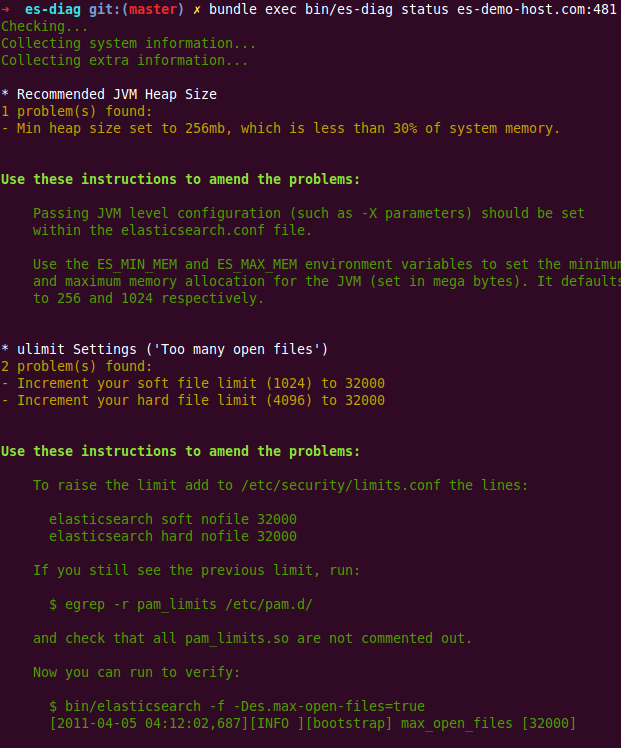 ➜  es-diag git:(master) ✗ bundle exec bin/es-diag status es-demo-host.com:481
Checking...
Collecting system information...
Collecting extra information...
* Recommended JVM Heap Size
1 problem(s) found:
- Min heap size set to 256mb, which is less than 30% of system memory.
Use these instructions to amend the problems:
Passing JVM level configuration (such as -X parameters) should be set
within the elasticsearch.conf file.
Use the ES_MIN_MEM and ES_MAX_MEM environment variables to set the minimum
and maximum memory allocation for the JVM (set in mega bytes). It defaults
to 256 and 1024 respectively.
* ulimit Settings ('Too many open files')
2 problem(s) found:
- Increment your soft file limit (1024) to 32000
- Increment your hard file limit (4096) to 32000
Use these instructions to amend the problems:
To raise the limit add to /etc/security/limits.conf the lines:
elasticsearch soft nofile 32000
elasticsearch hard nofile 32000
If you still see the previous limit, run:
$ egrep -r pam_limits /etc/pam.d/
and check that all pam_limits.so are not commented out.
Now you can run to verify:
$ bin/elasticsearch -f -Des.max-open-files=true
[2011-04-05 04:12:02,687][INFO ][bootstrap] max_open_files [32000]